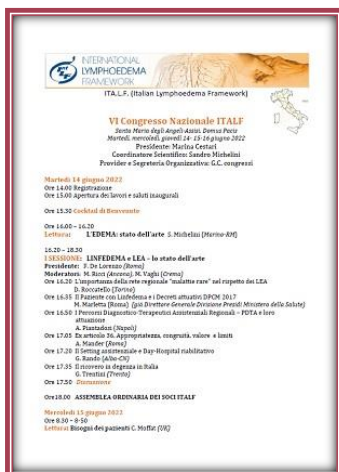 INTERNATIONAL
LYMPHOEDEMA
FRAMEWORK
ITA.L.F. (Italian Lymphoedema Framework)
VI Congresso Nazionale ITALF
Santa Maria degli Angeli-Assisi. Domus Pacis
Martedì, mercoledì, giovedì 14- 15-16 giugno 2022
Presidente: Marina Cestari
Coordinatore Scientifico: Sandro Michelini
Provider e Segreteria Organizzativa: G.C. congressi
Martedì 14 giugno 2022
Ore 14.00 Registrazione
Ore 15.00 Apertura dei lavori e saluti inaugurali
Ore 15.30 Cocktail di Benvenuto
Ore 16.00 – 16.20
Lettura: L'EDEMA: stato dell'arte S. Michelini (Marino-RM)
16.20 – 18.30
I SESSIONE: LINFEDEMA e LEA – lo stato dell'arte
Presidente: F. De Lorenzo (Roma)
Moderatori: M. Ricci (Ancona), M. Vaghi (Crema)
Ore 16.20 L'importanza della rete regionale "malattie rare" nel rispetto dei LEA
D. Roccatello (Torino)
Ore 16.35 Il Paziente con Linfedema e i Decreti attuativi DPCM 2017
M. Marletta (Roma) (già Direttore Generale Divisione Presidi Ministero della Salute)
Ore 16.50 I Percorsi Diagnostico Terapeutici Assistenziali Regionali – PDTA e loro
attuazione
A. Piantadosi (Napoli)
Ore 17.05 Ex articolo 26. Appropriatezza, congruità, valore e limiti
A. Mander (Roma)
Ore 17.20 Il Setting assistenziale e Day-Hospital riabilitativo
G. Rando (Alba-CN)
Ore 17.35 Il ricovero in degenza in Italia
G. Trentini (Trento)
Ore 17.50 Discussione
Ore18.00 ASSEMBLEA ORDINARIA DEI SOCI ITALF
Mercoledì 15 giugno 2022
Ore 8.30 – 8-50
Lettura: Bisogni dei pazienti C. Moffat (UK)